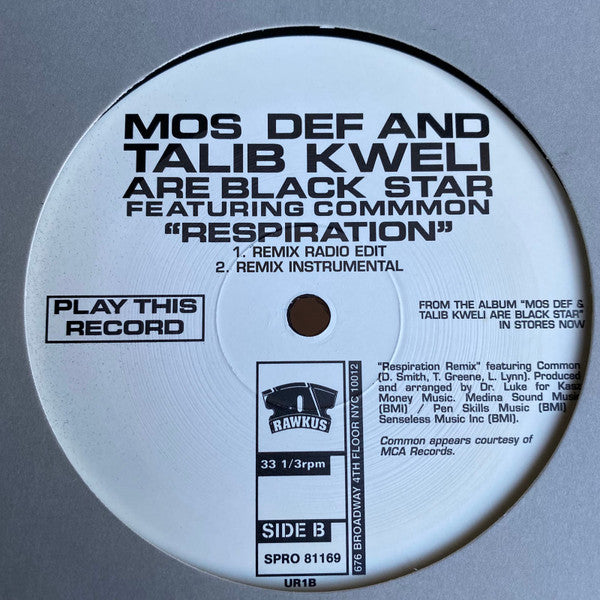 MOS DEF AND
TALIB KWELI
ARE BLACK STAR
FEATURING COMMMON
"RESPIRATION"
1. REMIX RADIO EDIT
2. REMIX INSTRUMENTAL
PLAY THIS
RECORD
FROM THE ALBUM "MOS DEF &
TALIB KWELI ARE BLACK STAR"
IN STORES NOW
"Respiration Remix" featuring Common
(D. Smith, T. Greene, L. Lynn). Produced
and arranged by Dr. Luke for Kasz
Money Music. Medina Sound Music
(BMI) / Pen Skills Music (BMI)
Senseless Music Inc (BMI).
Common appears courtesy of
MCA Records.
RAWKUS
33 1/3rpm
SIDE B
SPRO 81169
676 BROADWAY 4TH FLOOR NYC 10012
UR1B